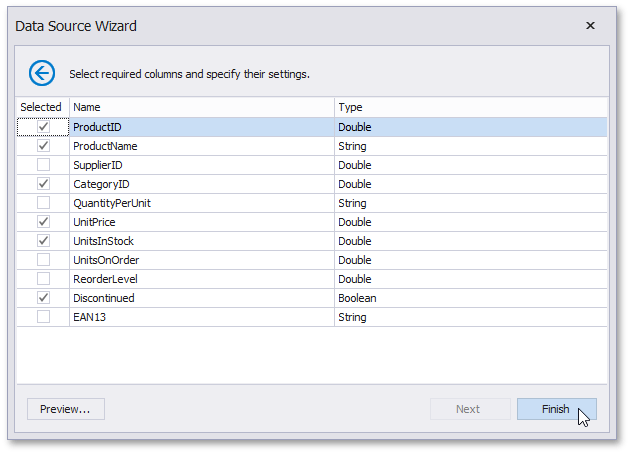 Data Source Wizard
Select required columns and specify their settings.
Selected Name Type
ProductID Double
ProductName String
SupplierID Double
CategoryID Double
QuantityPerUnit String
UnitPrice Double
UnitsInStock Double
UnitsOnOrder Double
ReorderLevel Double
Discontinued Boolean
EAN13 String
Preview... Next Finish